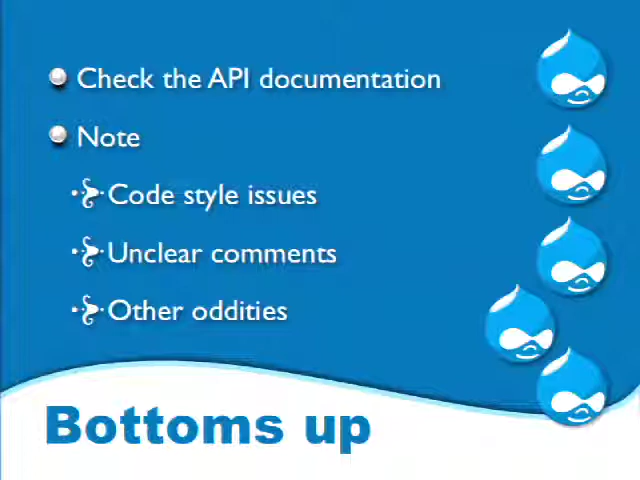 Check the API documentation
Note
Code style issues
Unclear comments
Other oddities
Bottoms up